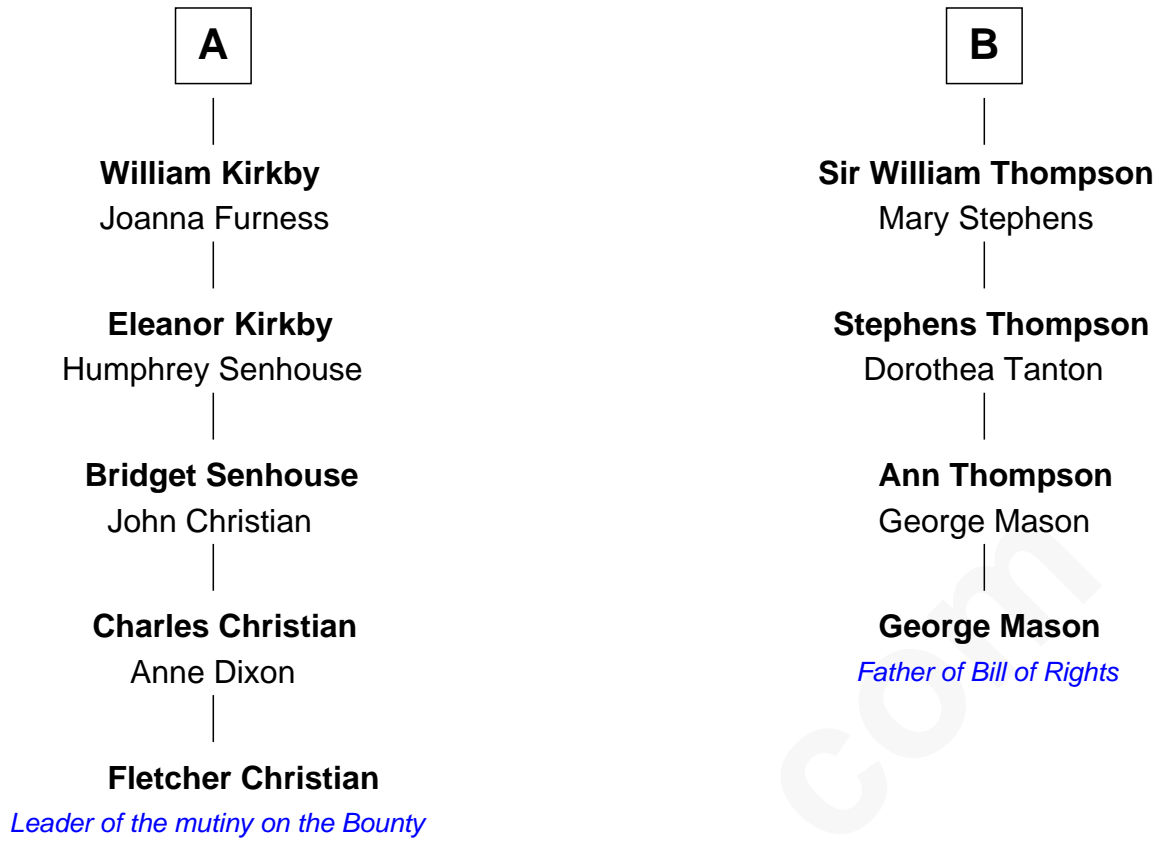 A
William Kirkby
Joanna Furness
Eleanor Kirkby
Humphrey Senhouse
Bridget Senhouse
John Christian
Charles Christian
Anne Dixon
Fletcher Christian
Leader of the mutiny on the Bounty
B
Sir William Thompson
Mary Stephens
Stephens Thompson
Dorothea Tanton
Ann Thompson
George Mason
George Mason
Father of Bill of Rights
com